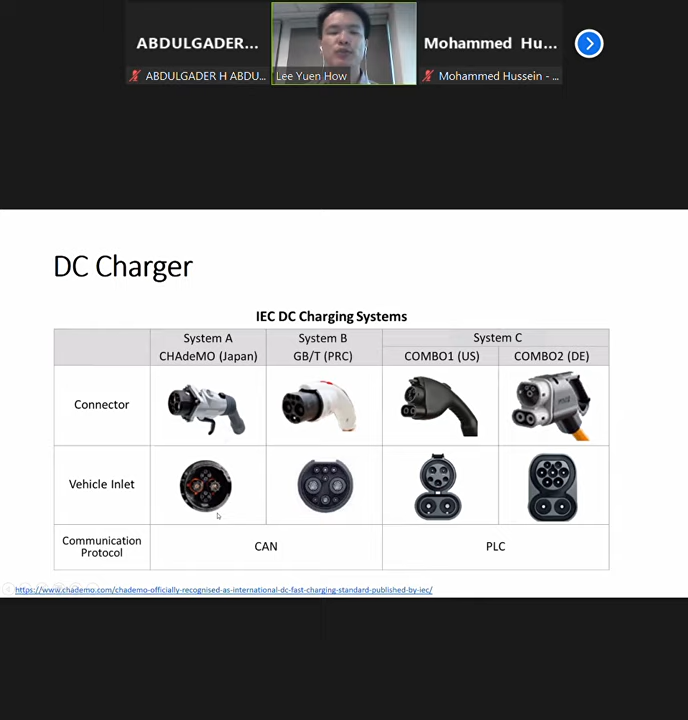 ABDULGADER...
Mohammed Hu...
ABDULGADER H ABDU...
Lee Yuen How
Mohammed Hussein - ...
DC Charger
IEC DC Charging Systems
System A
CHAdeMO (Japan)
System B
GB/T (PRC)
System C
COMBO1 (US)
COMBO2 (DE)
Connector
Vehicle Inlet
Communication
Protocol
CAN
PLC
https://www.chademo.com/chademo-officially-recognised-as-international-dc-fast-charging-standard-published-by-iec/